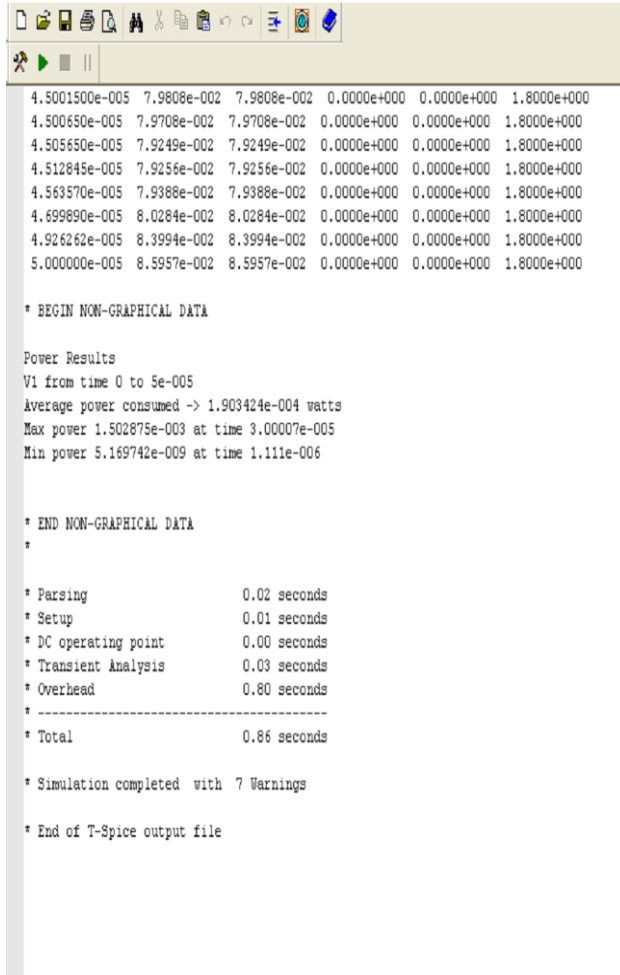 4.5001500e-005 7.9808e-002 7.9808e-002 0.0000e+000 0.0000e+000 1.8000e+000
4.500650e-005 7.9708e-002 7.9708e-002 0.0000e+000 0.0000e+000 1.8000e+000
4.505650e-005 7.9249e-002 7.9249e-002 0.0000e+000 0.0000e+000 1.8000e+000
4.512845e-005 7.9256e-002 7.9256e-002 0.0000e+000 0.0000e+000 1.8000e+000
4.563570e-005 7.9388e-002 7.9388e-002 0.0000e+000 0.0000e+000 1.8000e+000
4.699890e-005 8.0284e-002 8.0284e-002 0.0000e+000 0.0000e+000 1.8000e+000
4.926262e-005 8.3994e-002 8.3994e-002 0.0000e+000 0.0000e+000 1.8000e+000
5.000000e-005 8.5957e-002 8.5957e-002 0.0000e+000 0.0000e+000 1.8000e+000
* BEGIN NON-GRAPHICAL DATA
Power Results
V1 from time 0 to 5e-005
Average power consumed -> 1.903424e-004 watts
Max power 1.502875e-003 at time 3.00007e-005
Min power 5.169742e-009 at time 1.111e-006
* END NON-GRAPHICAL DATA
*
* Parsing 0.02 seconds
* Setup 0.01 seconds
* DC operating point 0.00 seconds
* Transient Analysis 0.03 seconds
* Overhead 0.80 seconds
* -----------------------------------------
* Total 0.86 seconds
* Simulation completed with 7 Warnings
* End of T-Spice output file